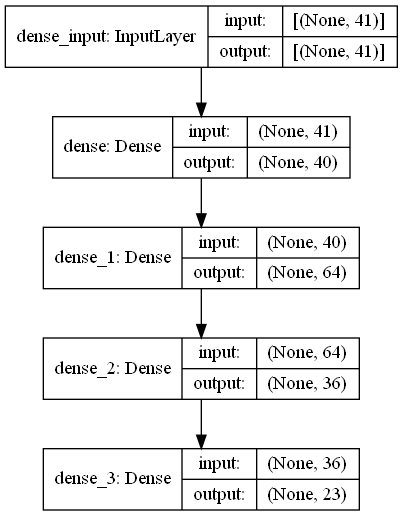 dense_input: InputLayer
input: [(None, 41)]
output: [(None, 41)]
dense: Dense
input: (None, 41)
output: (None, 40)
dense_1: Dense
input: (None, 40)
output: (None, 64)
dense_2: Dense
input: (None, 64)
output: (None, 36)
dense_3: Dense
input: (None, 36)
output: (None, 23)